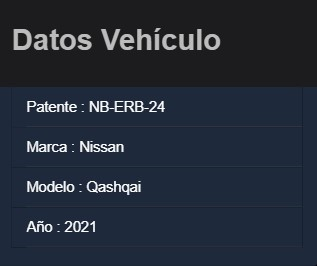 Datos Vehículo
Patente : NB-ERB-24
Marca : Nissan
Modelo : Qashqai
Año : 2021